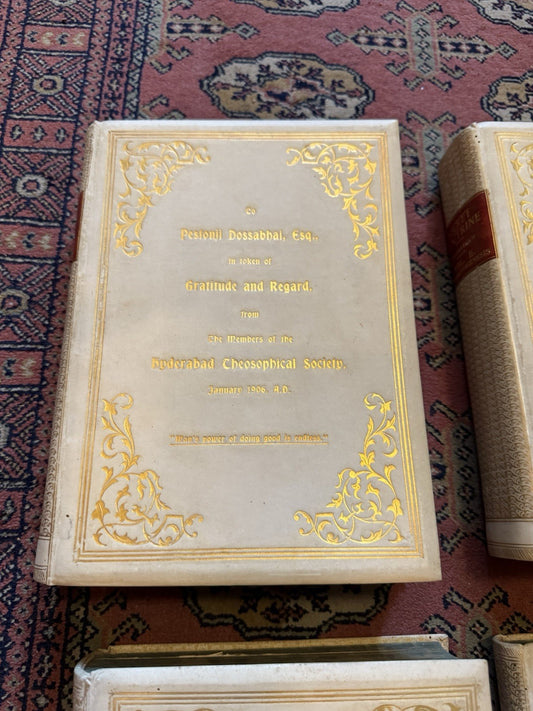 To
Pestonji Dossabhai, Esq.,
in token of
Gratitude and Regard,
from
The Members of the
Hyderabad Theosophical Society.
January 1906. A.D.
"Man's power of doing good is endless."